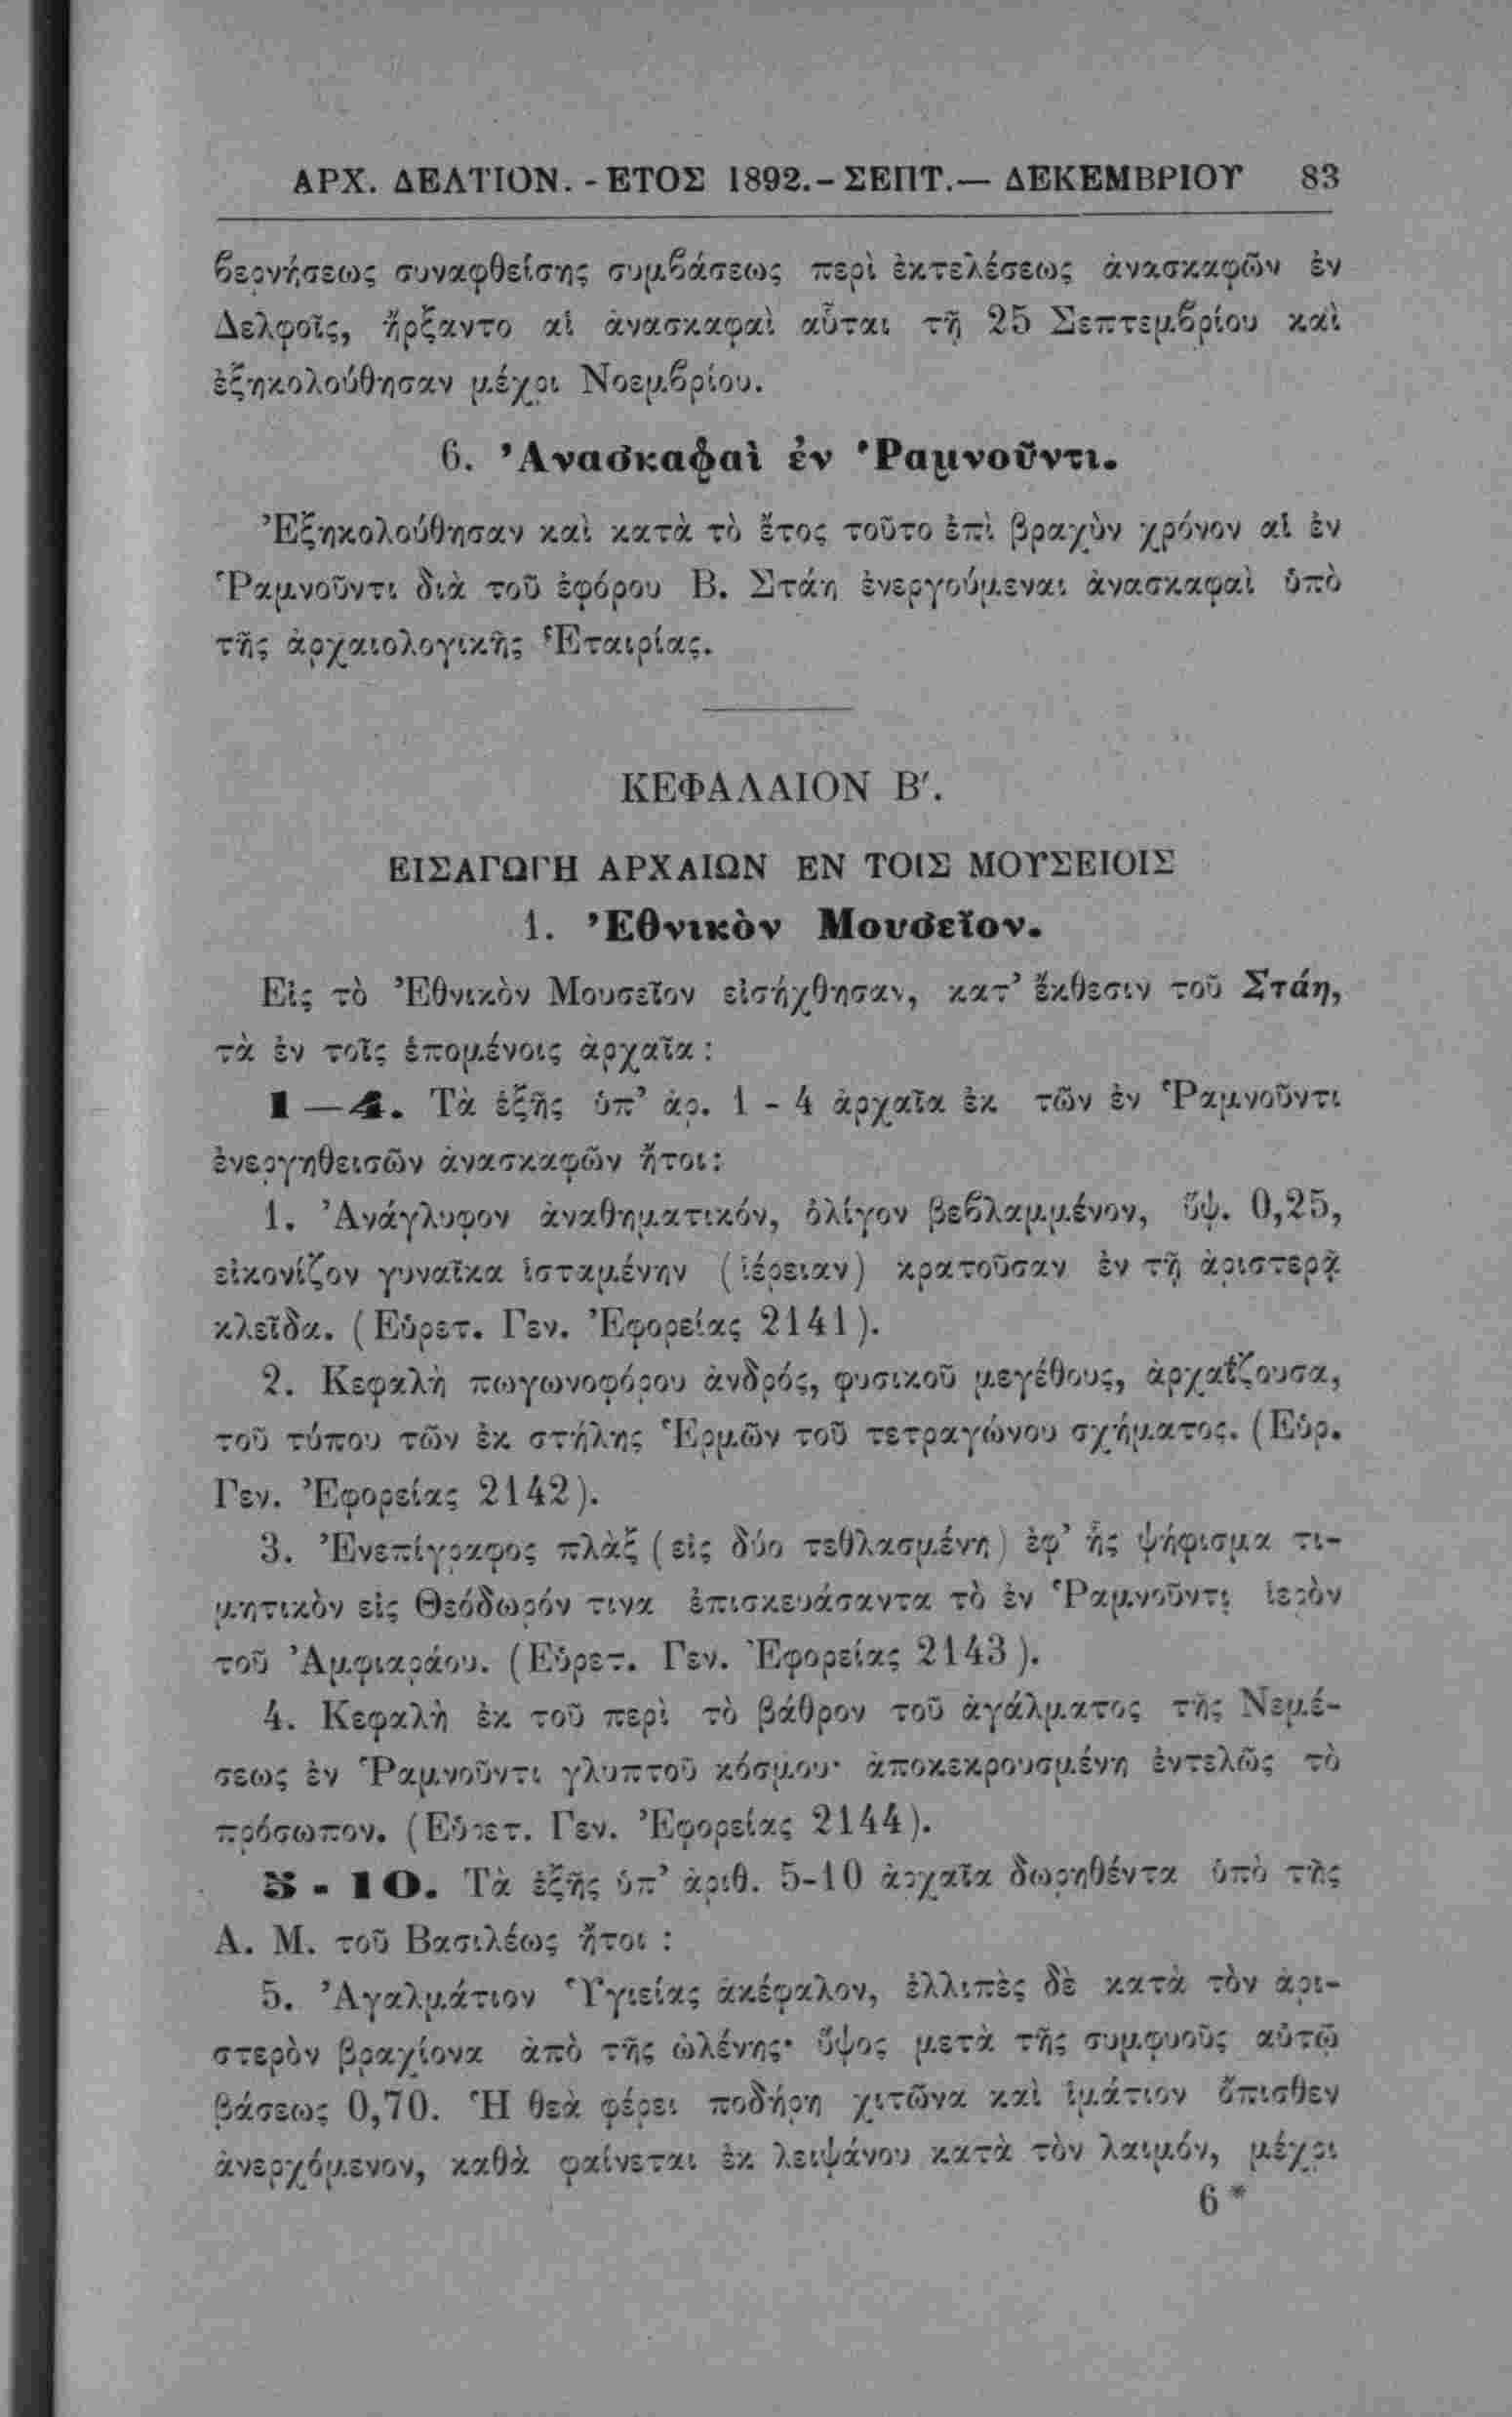 ΑΡΧ. ΔΕΛΤΙΟΝ. - ΕΤΟΣ 1892. - ΣΕΠΤ. — ΔΕΚΕΜΒΡΙΟΥ 83
βερνήσεως συναφθείσης συμβάσεως περὶ ἐκτελέσεως ἀνασκαφῶν ἐν
Δελφοῖς, ἤρξαντο αἱ ἀνασκαφαὶ αὗται τῇ 25 Σεπτεμβρίου καὶ
ἐξηκολούθησαν μέχρι Νοεμβρίου.
6. Ἀνασκαφαὶ ἐν Ῥαμνοῦντι.
Ἐξηκολούθησαν καὶ κατὰ τὸ ἔτος τοῦτο ἐπὶ βραχὺν χρόνον αἱ ἐν
Ῥαμνοῦντι διὰ τοῦ ἐφόρου Β. Στάη ἐνεργούμεναι ἀνασκαφαὶ ὑπὸ
τῆς ἀρχαιολογικῆς Ἑταιρίας.
ΚΕΦΑΛΑΙΟΝ Β΄.
ΕΙΣΑΓΩΓΗ ΑΡΧΑΙΩΝ ΕΝ ΤΟΙΣ ΜΟΥΣΕΙΟΙΣ
1. Ἐθνικὸν Μουσεῖον.
Εἰς τὸ Ἐθνικὸν Μουσεῖον εἰσήχθησαν, κατ’ ἔκθεσιν τοῦ Στάη,
τὰ ἐν τοῖς ἑπομένοις ἀρχαῖα :
1 — 4. Τὰ ἑξῆς ὑπ’ ἀρ. 1 - 4 ἀρχαῖα ἐκ τῶν ἐν Ῥαμνοῦντι
ἐνεργηθεισῶν ἀνασκαφῶν ἤτοι :
1. Ἀνάγλυφον ἀναθηματικόν, ὀλίγον βεβλαμμένον, ὕψ. 0,25,
εἰκονίζον γυναῖκα ἱσταμένην (ἱέρειαν) κρατοῦσαν ἐν τῇ ἀριστερᾷ
κλεῖδα. (Εὑρετ. Γεν. Ἐφορείας 2141).
2. Κεφαλὴ πωγωνοφόρου ἀνδρός, φυσικοῦ μεγέθους, ἀρχαΐζουσα,
τοῦ τύπου τῶν ἐκ στήλης Ἑρμῶν τοῦ τετραγώνου σχήματος. (Εὑρ.
Γεν. Ἐφορείας 2142).
3. Ἐνεπίγραφος πλὰξ (εἰς δύο τεθλασμένη) ἐφ’ ἧς ψήφισμα τι-
μητικὸν εἰς Θεόδωρόν τινα ἐπισκευάσαντα τὸ ἐν Ῥαμνοῦντι ἱερὸν
τοῦ Ἀμφιαράου. (Εὑρετ. Γεν. Ἐφορείας 2143).
4. Κεφαλὴ ἐκ τοῦ περὶ τὸ βάθρον τοῦ ἀγάλματος τῆς Νεμέ-
σεως ἐν Ῥαμνοῦντι γλυπτοῦ κόσμου· ἀποκεκρουσμένη ἐντελῶς τὸ
πρόσωπον. (Εὑρετ. Γεν. Ἐφορείας 2144).
5 - 10. Τὰ ἑξῆς ὑπ’ ἀριθ. 5-10 ἀρχαῖα δωρηθέντα ὑπὸ τῆς
Α. Μ. τοῦ Βασιλέως ἤτοι :
5. Ἀγαλμάτιον Ὑγιείας ἀκέφαλον, ἐλλιπὲς δὲ κατὰ τὸν ἀρι-
στερὸν βραχίονα ἀπὸ τῆς ὠλένης· ὕψος μετὰ τῆς συμφυοῦς αὐτῷ
βάσεως 0,70. Ἡ θεὰ φέρει ποδήρη χιτῶνα καὶ ἱμάτιον ὄπισθεν
ἀνερχόμενον, καθὰ φαίνεται ἐκ λειψάνου κατὰ τὸν λαιμόν, μέχρι
6 *